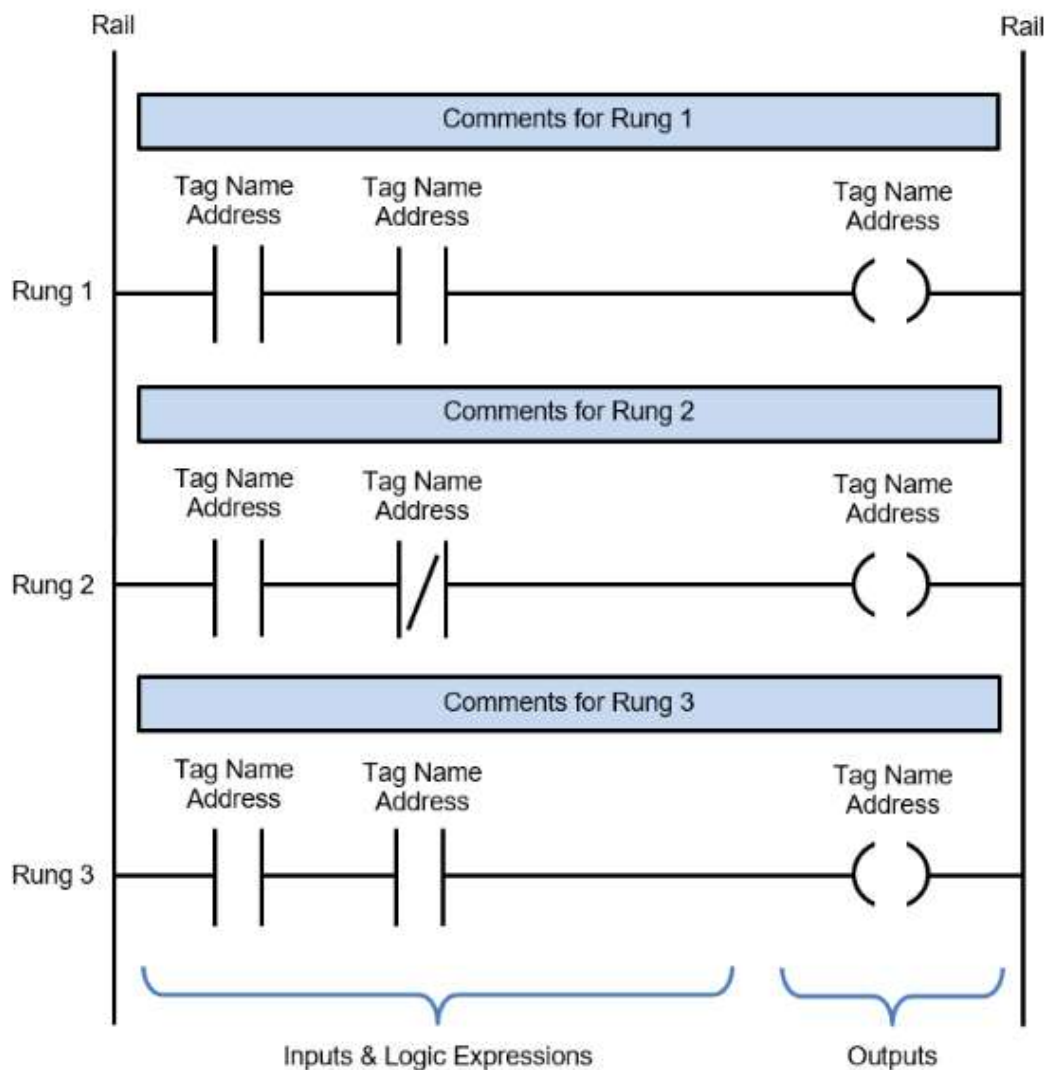 Rail
Rail
Comments for Rung 1
Tag Name
Address
Tag Name
Address
Tag Name
Address
Rung 1
Comments for Rung 2
Tag Name
Address
Tag Name
Address
Tag Name
Address
Rung 2
Comments for Rung 3
Tag Name
Address
Tag Name
Address
Tag Name
Address
Rung 3
Inputs & Logic Expressions
Outputs